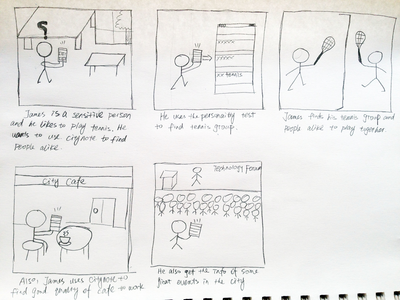 ?
James is a sensitive person
and he likes to play tennis. He
wants to use citynote to find
people alike.
tennis
He uses the personality test
to find tennis group.
James finds his tennis group and
people alike to play together.
City Cafe
Also, James uses citynote to
find good quality of cafe to work
Technology Forum
He also get the info of some
great events in the city